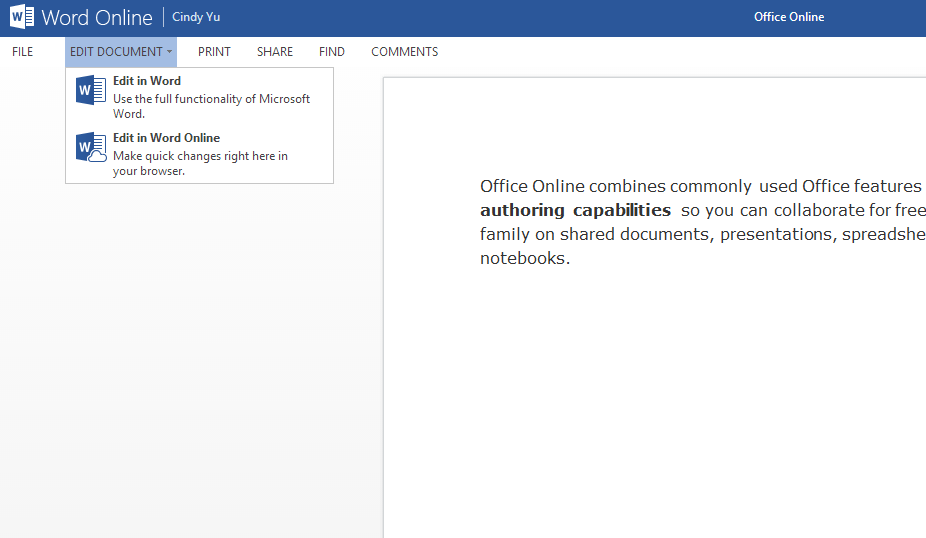 Word Online Cindy Yu Office Online
FILE EDIT DOCUMENT PRINT SHARE FIND COMMENTS
Edit in Word
Use the full functionality of Microsoft
Word.
Edit in Word Online
Make quick changes right here in
your browser.
Office Online combines commonly used Office features
authoring capabilities so you can collaborate for free
family on shared documents, presentations, spreadshe
notebooks.